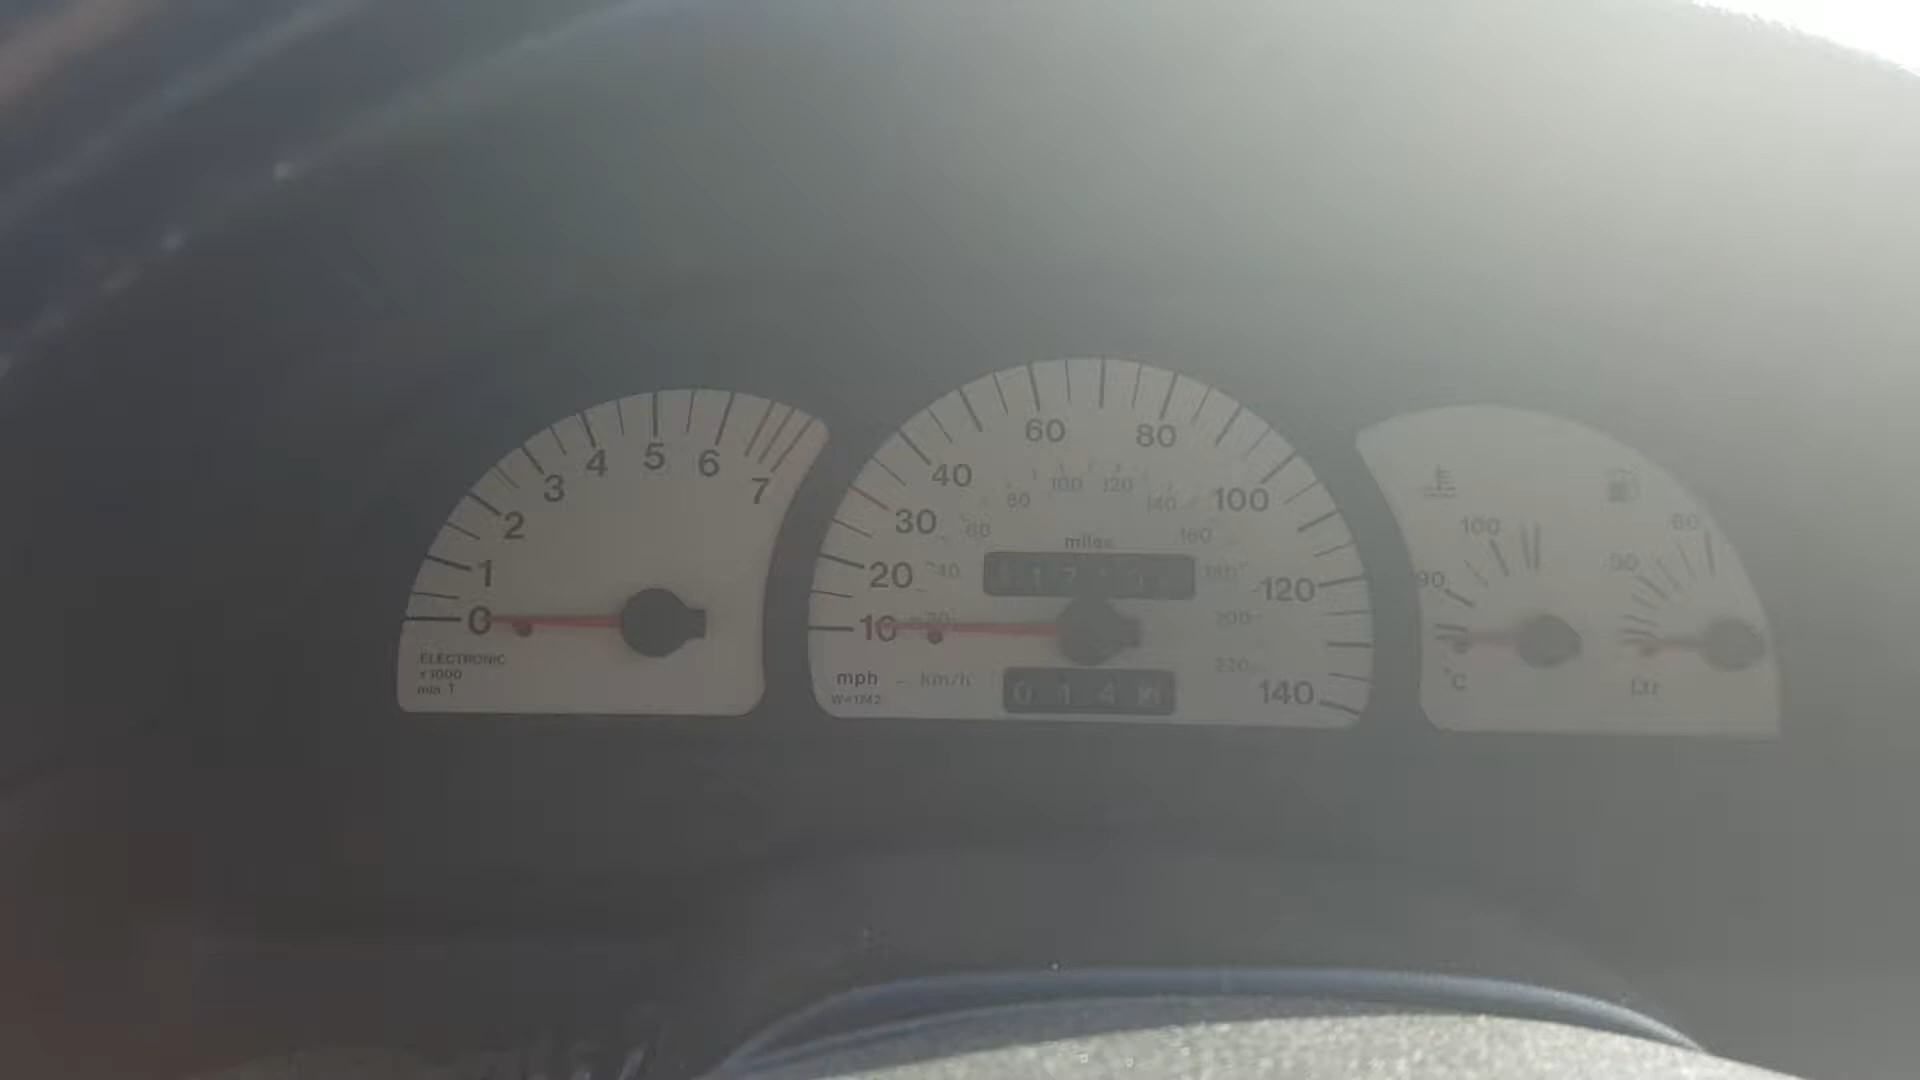 0 1 2 3 4 5 6 7
ELECTRONIC
x1000
min
10 20 30 40 60 80 100 120 140
20 40 60 80 100 120 140 160 180 200 220
miles
mph - km/h
0 1 4
90 100
°C
60
Ltr